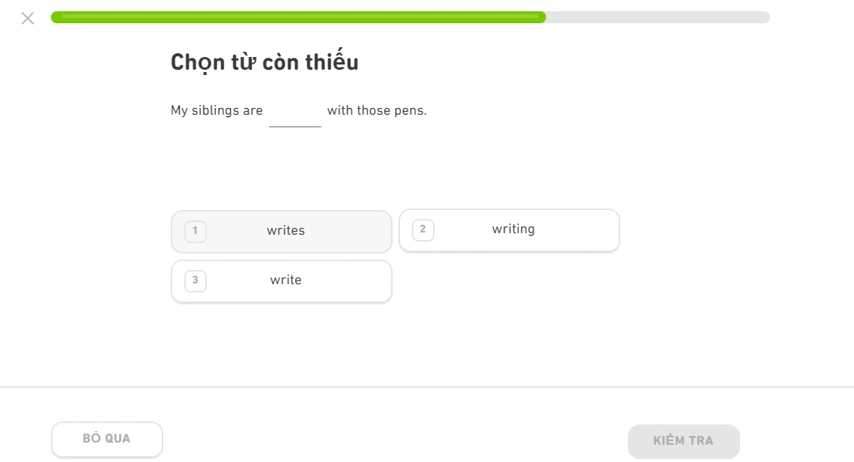 Chọn từ còn thiếu
My siblings are ______ with those pens.
1 writes
2 writing
3 write
BỎ QUA
KIỂM TRA